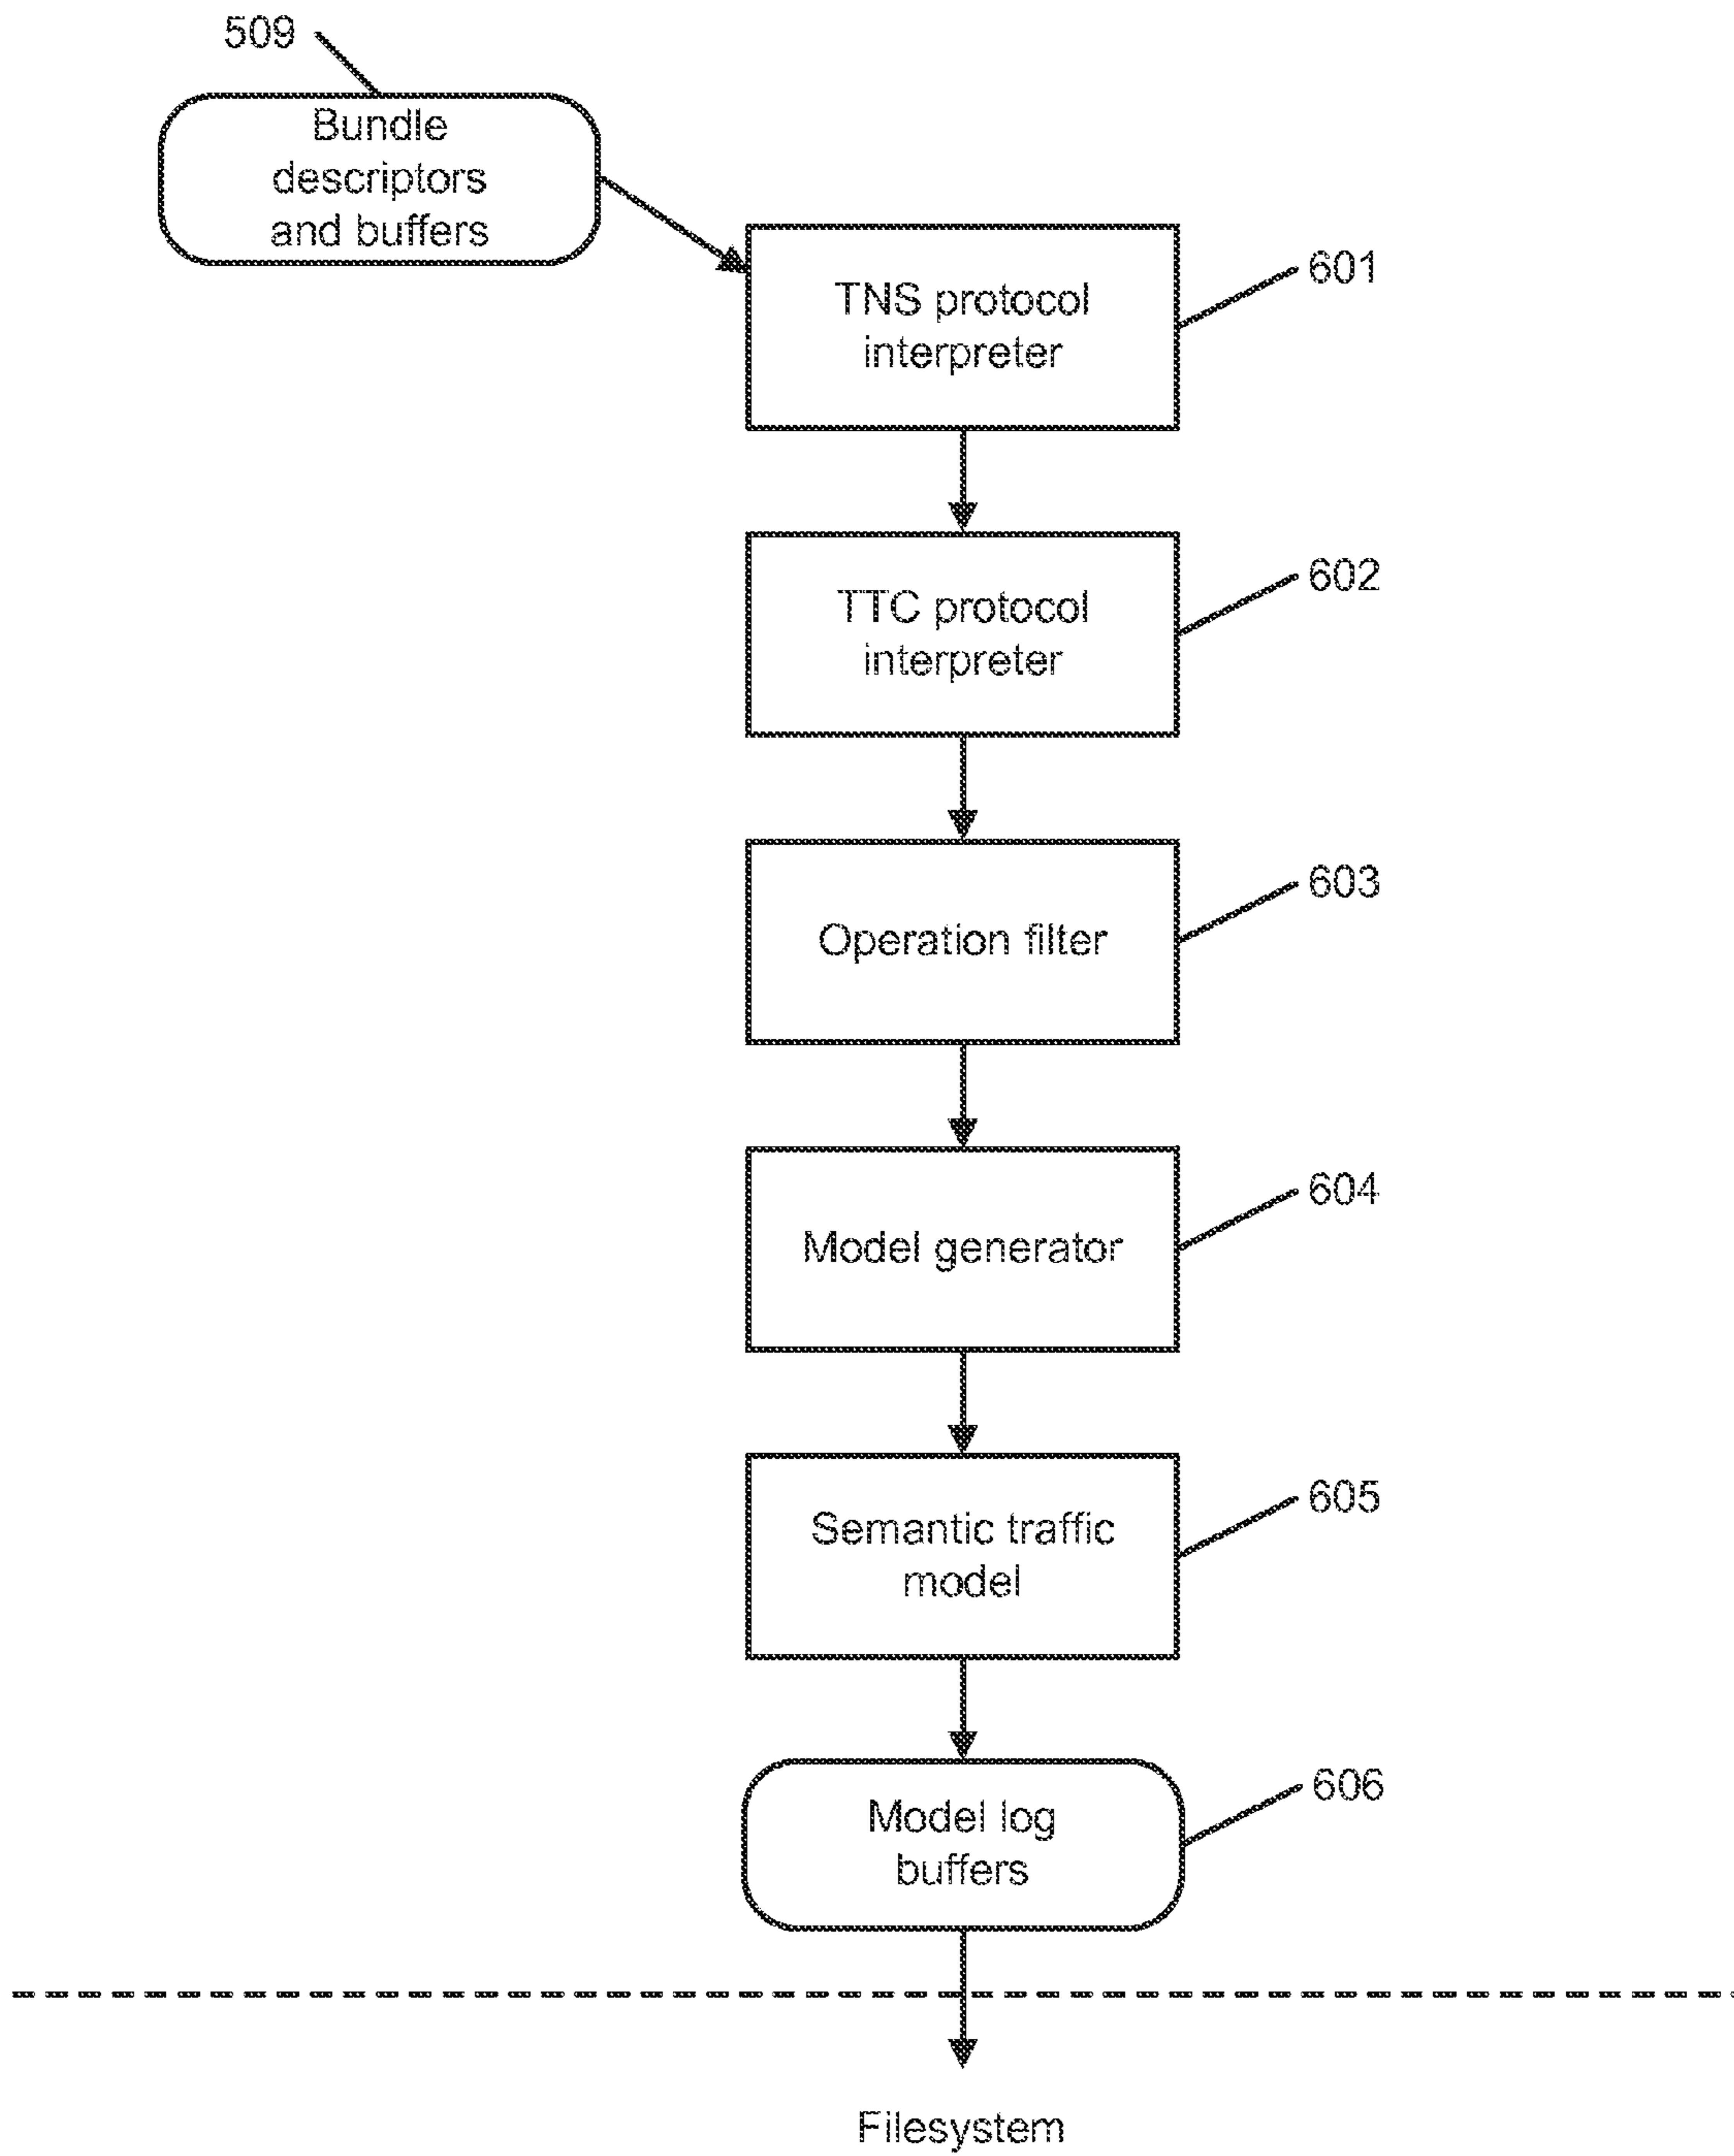 509
Bundle
descriptors
and buffers
TNS protocol
interpreter
601
TTC protocol
interpreter
602
Operation filter
603
Model generator
604
Semantic traffic
model
605
Model log
buffers
606
Filesystem